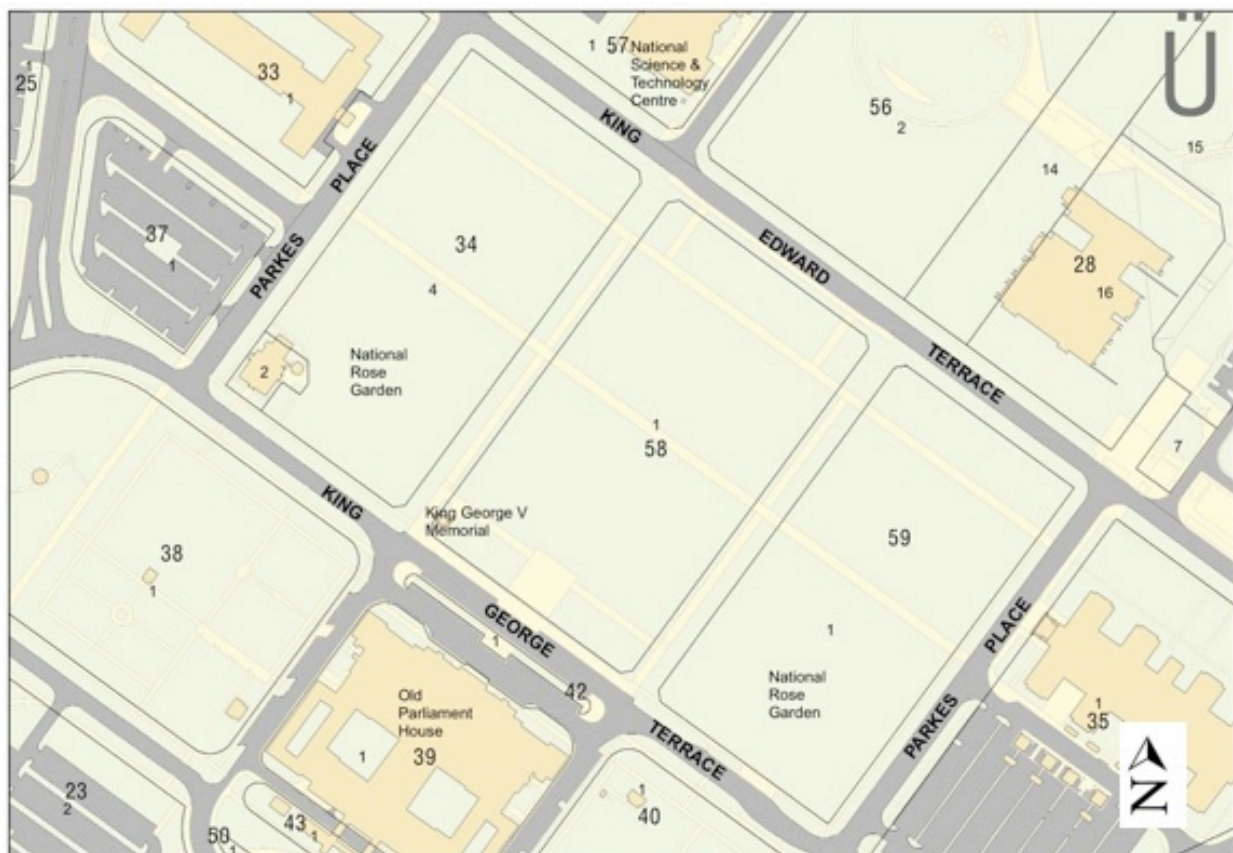 Ü
1
57
National
Science &
Technology
Centre
25
1
33
1
KING
56
2
15
14
PLACE
37
1
34
PARKES
EDWARD
28
16
4
National
Rose
Garden
2
TERRACE
1
58
7
KING
King George V
Memorial
38
1
59
GEORGE
1
42
PLACE
1
National
Rose
Garden
Old
Parliament
House
1
39
TERRACE
PARKES
1
35
N
23
2
43
1
50
1
1
40